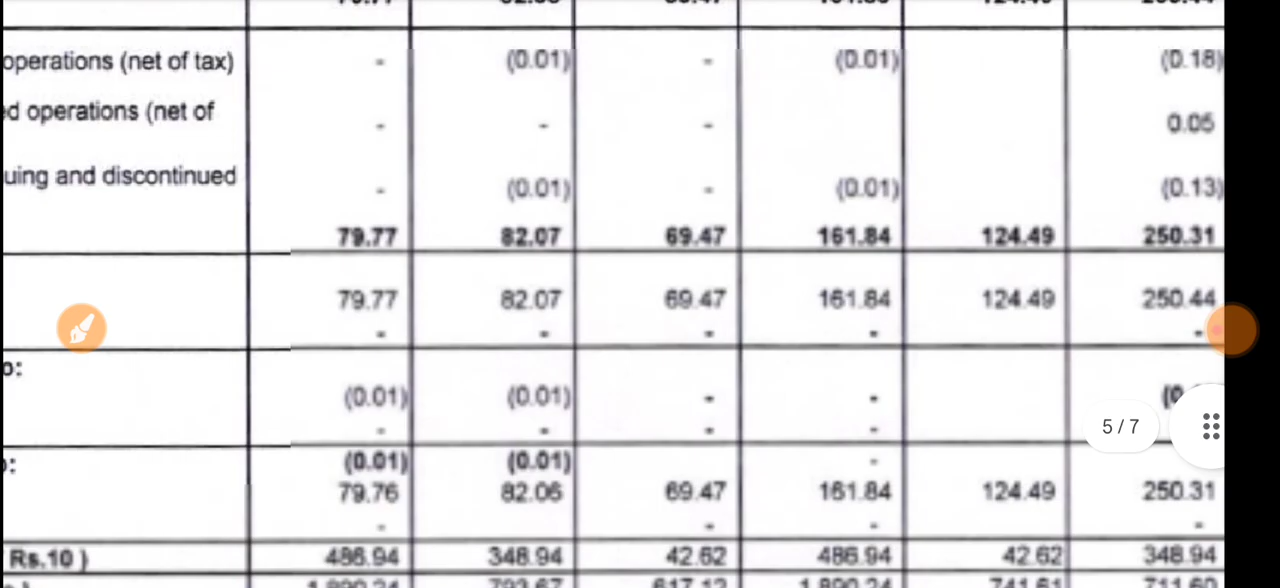 operations (net of tax) - (0.01) - (0.01) (0.18)
ed operations (net of - - - 0.05
uing and discontinued - (0.01) - (0.01) (0.13)
79.77 82.07 69.47 161.84 124.49 250.31
79.77 82.07 69.47 161.84 124.49 250.44
- - - - -
o:
(0.01) (0.01) - - (0
- - - -
5 / 7
o: (0.01) (0.01) -
79.76 82.06 69.47 161.84 124.49 250.31
- - - -
Rs.10 ) 486.94 348.94 42.62 486.94 42.62 348.94